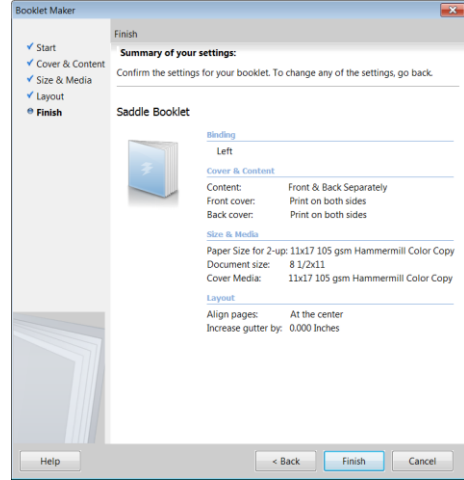 Booklet Maker
Start
Cover & Content
Size & Media
Layout
Finish
Finish
Summary of your settings:
Confirm the settings for your booklet. To change any of the settings, go back.
Saddle Booklet
Binding
Left
Cover & Content
Content: Front & Back Separately
Front cover: Print on both sides
Back cover: Print on both sides
Size & Media
Paper Size for 2-up: 11x17 105 gsm Hammermill Color Copy
Document size: 8 1/2x11
Cover Media: 11x17 105 gsm Hammermill Color Copy
Layout
Align pages: At the center
Increase gutter by: 0.000 Inches
Help < Back Finish Cancel